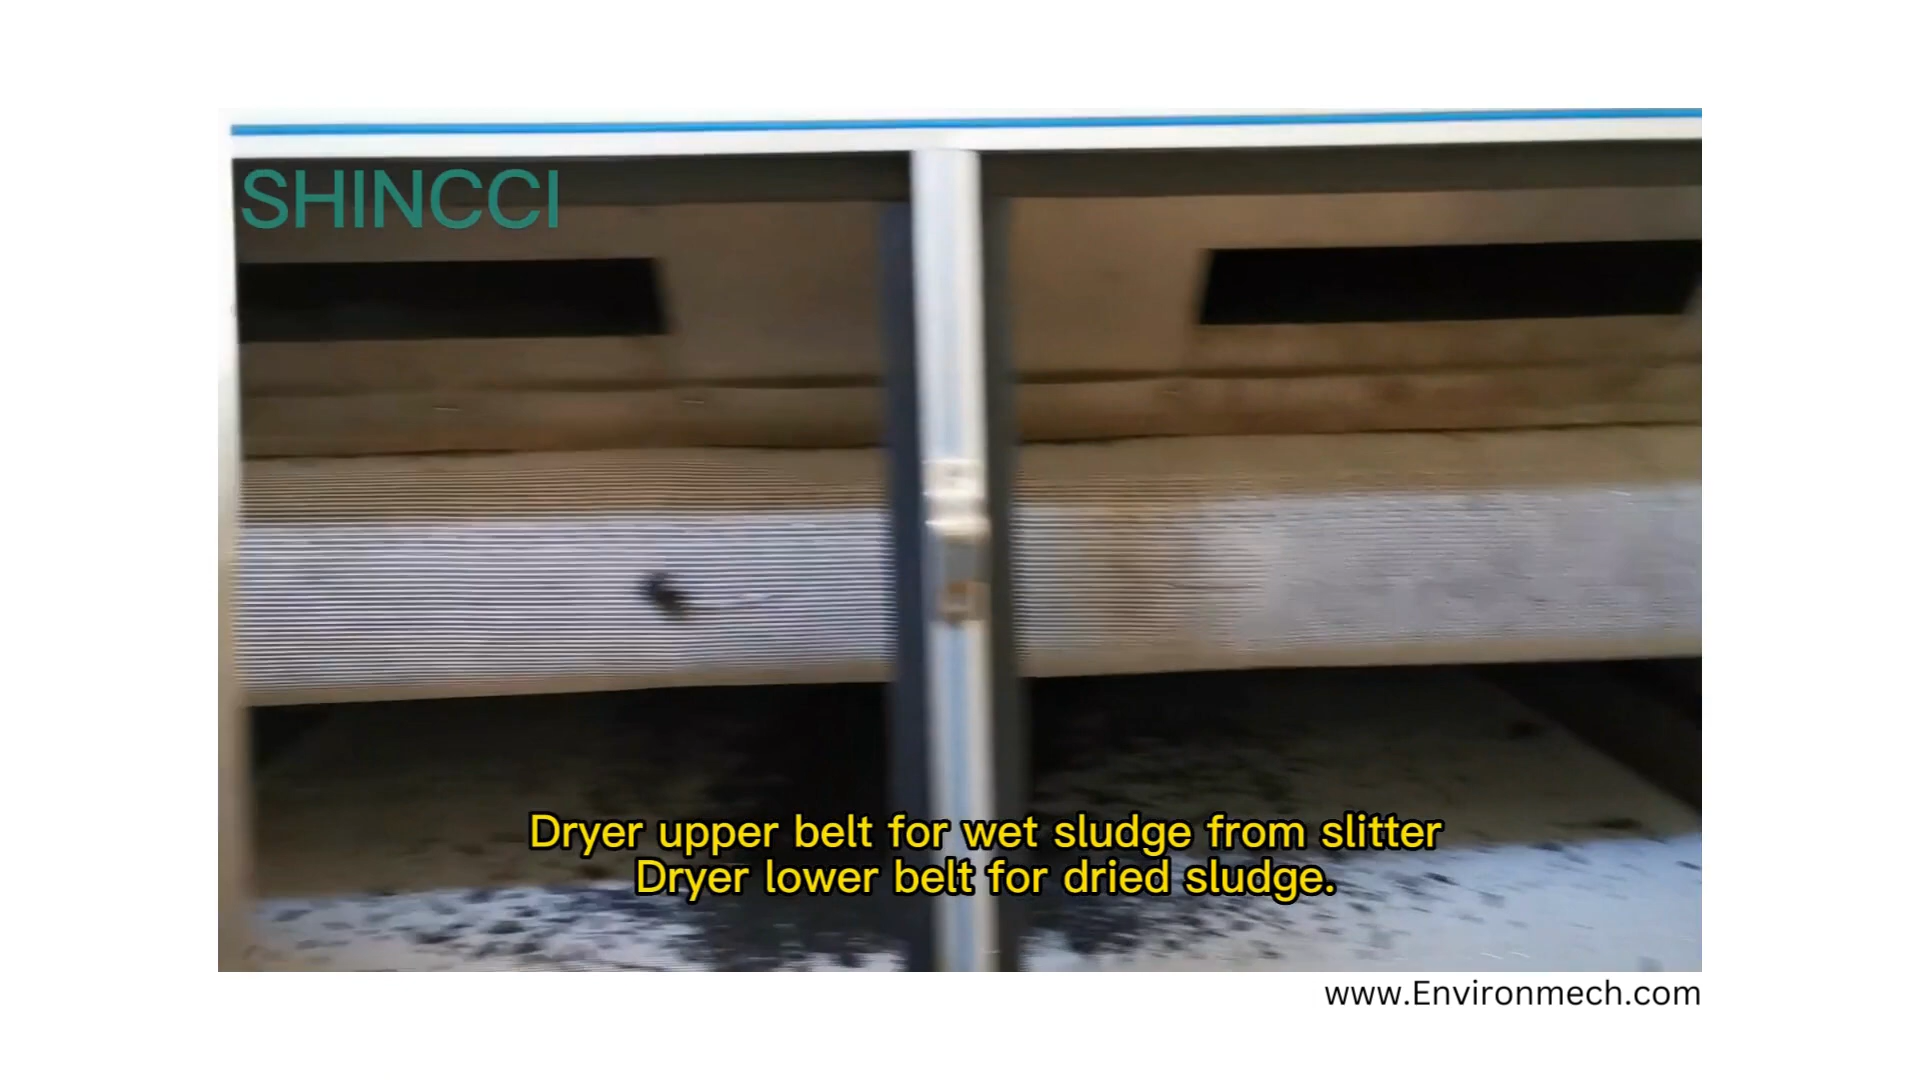 SHINCCI
Dryer upper belt for wet sludge from slitter
Dryer lower belt for dried sludge.
www.Environmech.com